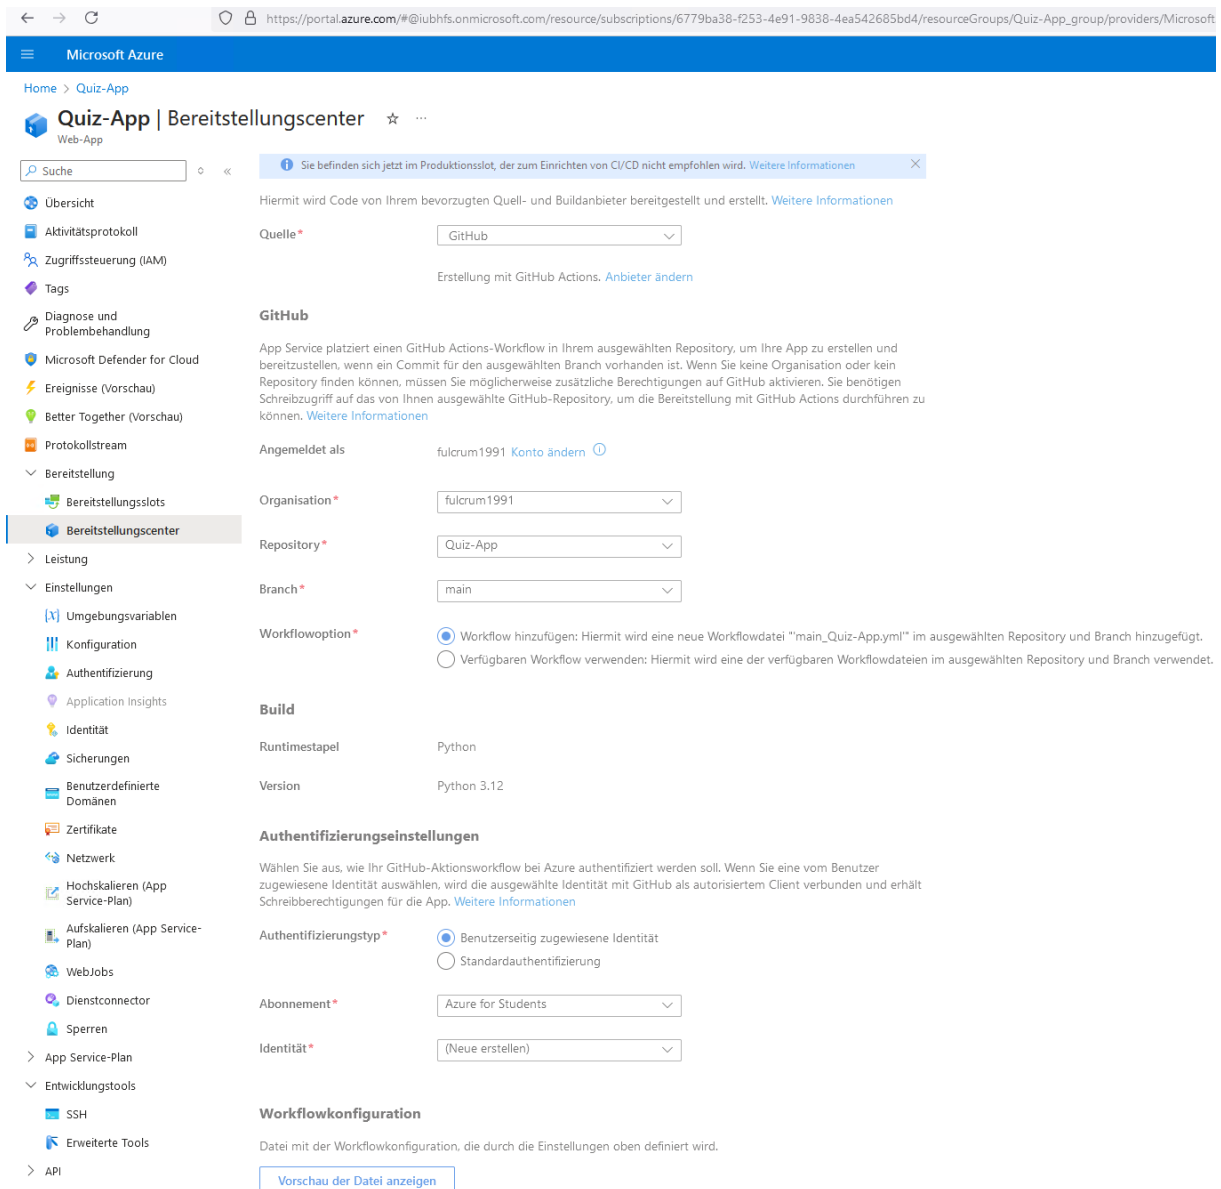 https://portal.azure.com/#@iubhfs.onmicrosoft.com/resource/subscriptions/6779ba38-f253-4e91-9838-4ea542685bd4/resourceGroups/Quiz-App_group/providers/Microsoft
Microsoft Azure
Home > Quiz-App
Quiz-App | Bereitstellungscenter ☆ ...
Web-App
Suche
Übersicht
Aktivitätsprotokoll
Zugriffssteuerung (IAM)
Tags
Diagnose und
Problembehandlung
Microsoft Defender for Cloud
Ereignisse (Vorschau)
Better Together (Vorschau)
Protokollstream
Bereitstellung
Bereitstellungsslots
Bereitstellungscenter
Leistung
Einstellungen
Umgebungsvariablen
Konfiguration
Authentifizierung
Application Insights
Identität
Sicherungen
Benutzerdefinierte
Domänen
Zertifikate
Netzwerk
Hochskalieren (App
Service-Plan)
Aufskalieren (App Service-
Plan)
WebJobs
Dienstconnector
Sperren
App Service-Plan
Entwicklungstools
SSH
Erweiterte Tools
API
Sie befinden sich jetzt im Produktionsslot, der zum Einrichten von CI/CD nicht empfohlen wird. Weitere Informationen
Hiermit wird Code von Ihrem bevorzugten Quell- und Buildanbieter bereitgestellt und erstellt. Weitere Informationen
Quelle* GitHub
Erstellung mit GitHub Actions. Anbieter ändern
GitHub
App Service platziert einen GitHub Actions-Workflow in Ihrem ausgewählten Repository, um Ihre App zu erstellen und
bereitzustellen, wenn ein Commit für den ausgewählten Branch vorhanden ist. Wenn Sie keine Organisation oder kein
Repository finden können, müssen Sie möglicherweise zusätzliche Berechtigungen auf GitHub aktivieren. Sie benötigen
Schreibzugriff auf das von Ihnen ausgewählte GitHub-Repository, um die Bereitstellung mit GitHub Actions durchführen zu
können. Weitere Informationen
Angemeldet als fulcrum1991 Konto ändern
Organisation* fulcrum1991
Repository* Quiz-App
Branch* main
Workflowoption* Workflow hinzufügen: Hiermit wird eine neue Workflowdatei "'main_Quiz-App.yml'" im ausgewählten Repository und Branch hinzugefügt.
Verfügbaren Workflow verwenden: Hiermit wird eine der verfügbaren Workflowdateien im ausgewählten Repository und Branch verwendet.
Build
Runtimestapel Python
Version Python 3.12
Authentifizierungseinstellungen
Wählen Sie aus, wie Ihr GitHub-Aktionsworkflow bei Azure authentifiziert werden soll. Wenn Sie eine vom Benutzer
zugewiesene Identität auswählen, wird die ausgewählte Identität mit GitHub als autorisiertem Client verbunden und erhält
Schreibberechtigungen für die App. Weitere Informationen
Authentifizierungstyp* Benutzerseitig zugewiesene Identität
Standardauthentifizierung
Abonnement* Azure for Students
Identität* (Neue erstellen)
Workflowkonfiguration
Datei mit der Workflowkonfiguration, die durch die Einstellungen oben definiert wird.
Vorschau der Datei anzeigen